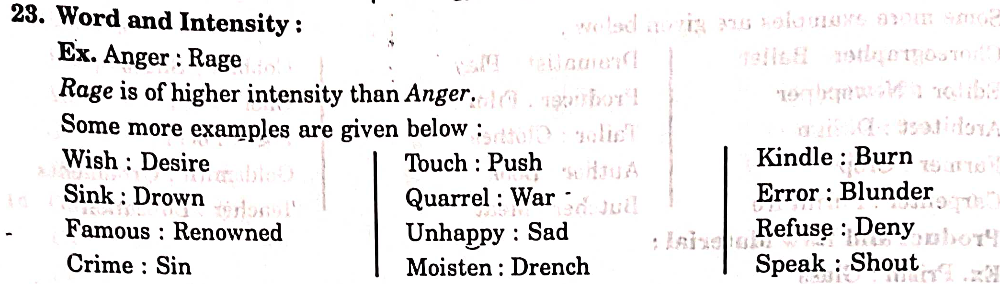 23. Word and Intensity :
Ex. Anger : Rage
Rage is of higher intensity than Anger.
Some more examples are given below :
Wish : Desire
Sink : Drown
Famous : Renowned
Crime : Sin
Touch : Push
Quarrel : War
Unhappy : Sad
Moisten : Drench
Kindle : Burn
Error : Blunder
Refuse : Deny
Speak : Shout